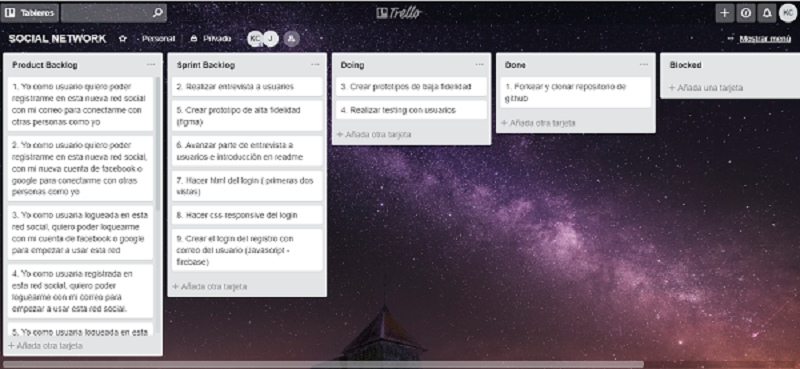 Tableros
Trello
KC
SOCIAL NETWORK
Personal
Privado
KC J
Mostrar menú
Product Backlog
1. Yo como usuario quiero poder
registrarme en esta nueva red social
con mi correo para conectarme con
otras personas como yo
2. Yo como usuario quiero poder
registrarme en esta nueva red social,
con mi nueva cuenta de facebook o
google para conectarme con otras
personas como yo
3. Yo como usuaria logueada en esta
red social, quiero poder loguearme
con mi cuenta de facebook o google
para empezar a usar esta red
4. Yo como usuaria registrada en
esta red social, quiero poder
loguearme con mi correo para
empezar a usar esta red social.
5. Yo como usuaria logueada en esta
+ Añada otra tarjeta
Sprint Backlog
2. Realizar entrevista a usuarios
5. Crear prototipo de alta fidelidad
(figma)
6. Avanzar parte de entrevista a
usuarios e introducción en readme
7. Hacer html del login ( primeras dos
vistas)
8. Hacer css responsive del login
9. Crear el login del registro con
correo del usuario (Javascript -
firebase)
+ Añada otra tarjeta
Doing
3. Crear prototipos de baja fidelidad
4. Realizar testing con usuarios
+ Añada otra tarjeta
Done
1. Forkear y clonar repositorio de
github
+ Añada otra tarjeta
Blocked
+ Añada una tarjeta